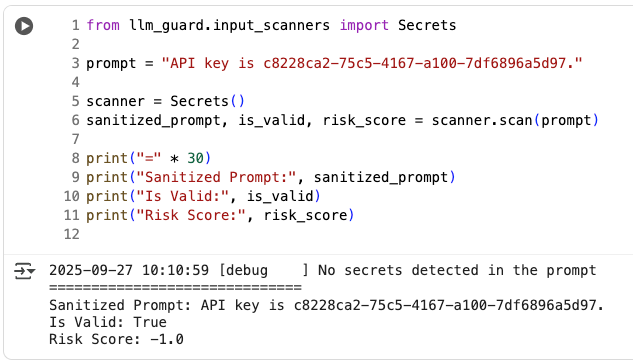 1 from llm_guard.input_scanners import Secrets
2
3 prompt = "API key is c8228ca2-75c5-4167-a100-7df6896a5d97."
4
5 scanner = Secrets()
6 sanitized_prompt, is_valid, risk_score = scanner.scan(prompt)
7
8 print("=" * 30)
9 print("Sanitized Prompt:", sanitized_prompt)
10 print("Is Valid:", is_valid)
11 print("Risk Score:", risk_score)
12
2025-09-27 10:10:59 [debug    ] No secrets detected in the prompt
==============================
Sanitized Prompt: API key is c8228ca2-75c5-4167-a100-7df6896a5d97.
Is Valid: True
Risk Score: -1.0